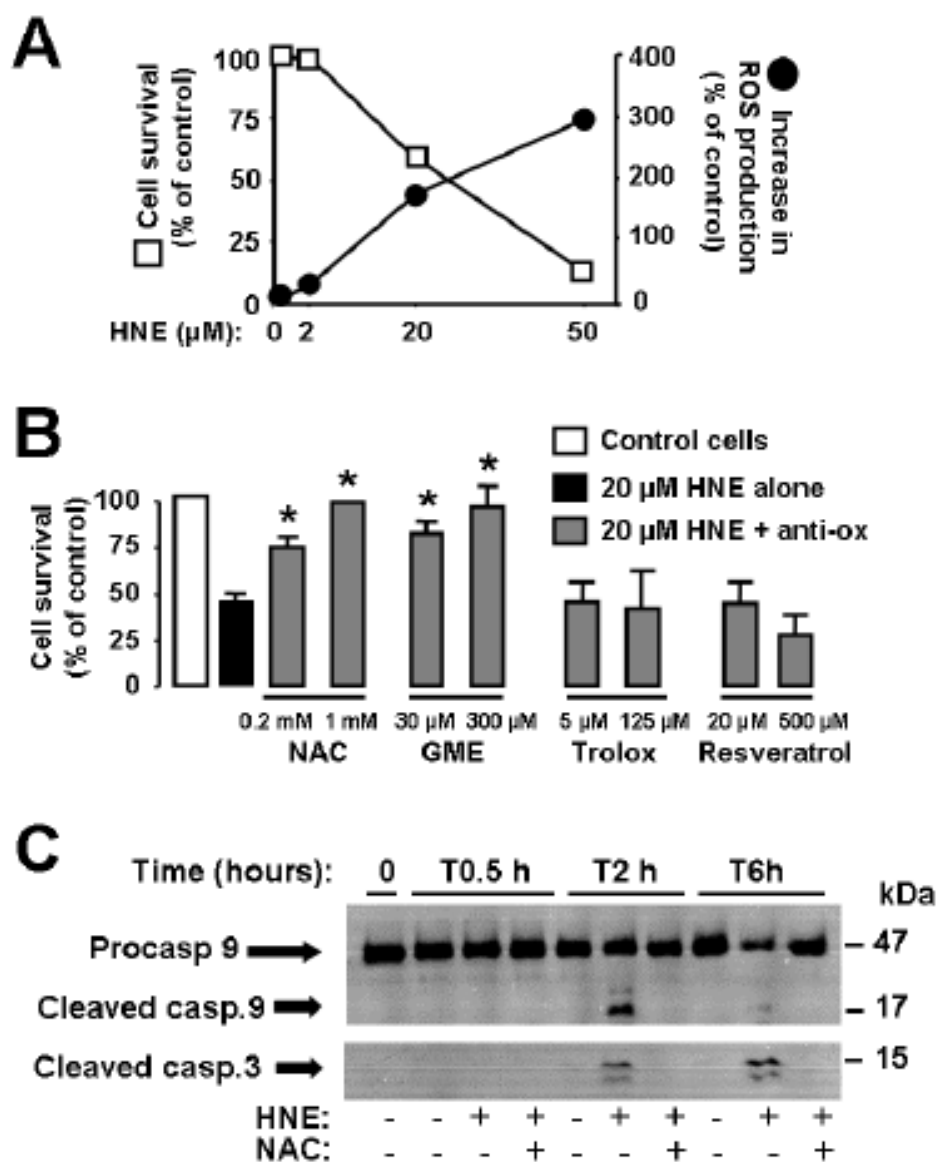 A
Cell survival
(% of control)
100
75
50
25
0
400
300
200
100
0
Increase in
ROS production
(% of control)
HNE (µM): 0 2 20 50
B
Control cells
20 µM HNE alone
20 µM HNE + anti-ox
Cell survival
(% of control)
100
75
50
25
0
* * * *
0.2 mM 1 mM 30 µM 300 µM 5 µM 125 µM 20 µM 500 µM
NAC GME Trolox Resveratrol
C
Time (hours): 0 T0.5 h T2 h T6h
kDa
Procasp 9 – 47
Cleaved casp.9 – 17
Cleaved casp.3 – 15
HNE: - - + + - + + - + +
NAC: - - - + - - + - - +